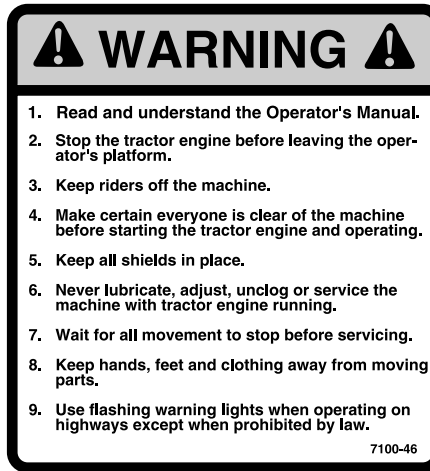 WARNING
1. Read and understand the Operator's Manual.
2. Stop the tractor engine before leaving the oper-
ator's platform.
3. Keep riders off the machine.
4. Make certain everyone is clear of the machine
before starting the tractor engine and operating.
5. Keep all shields in place.
6. Never lubricate, adjust, unclog or service the
machine with tractor engine running.
7. Wait for all movement to stop before servicing.
8. Keep hands, feet and clothing away from moving
parts.
9. Use flashing warning lights when operating on
highways except when prohibited by law.
7100-46